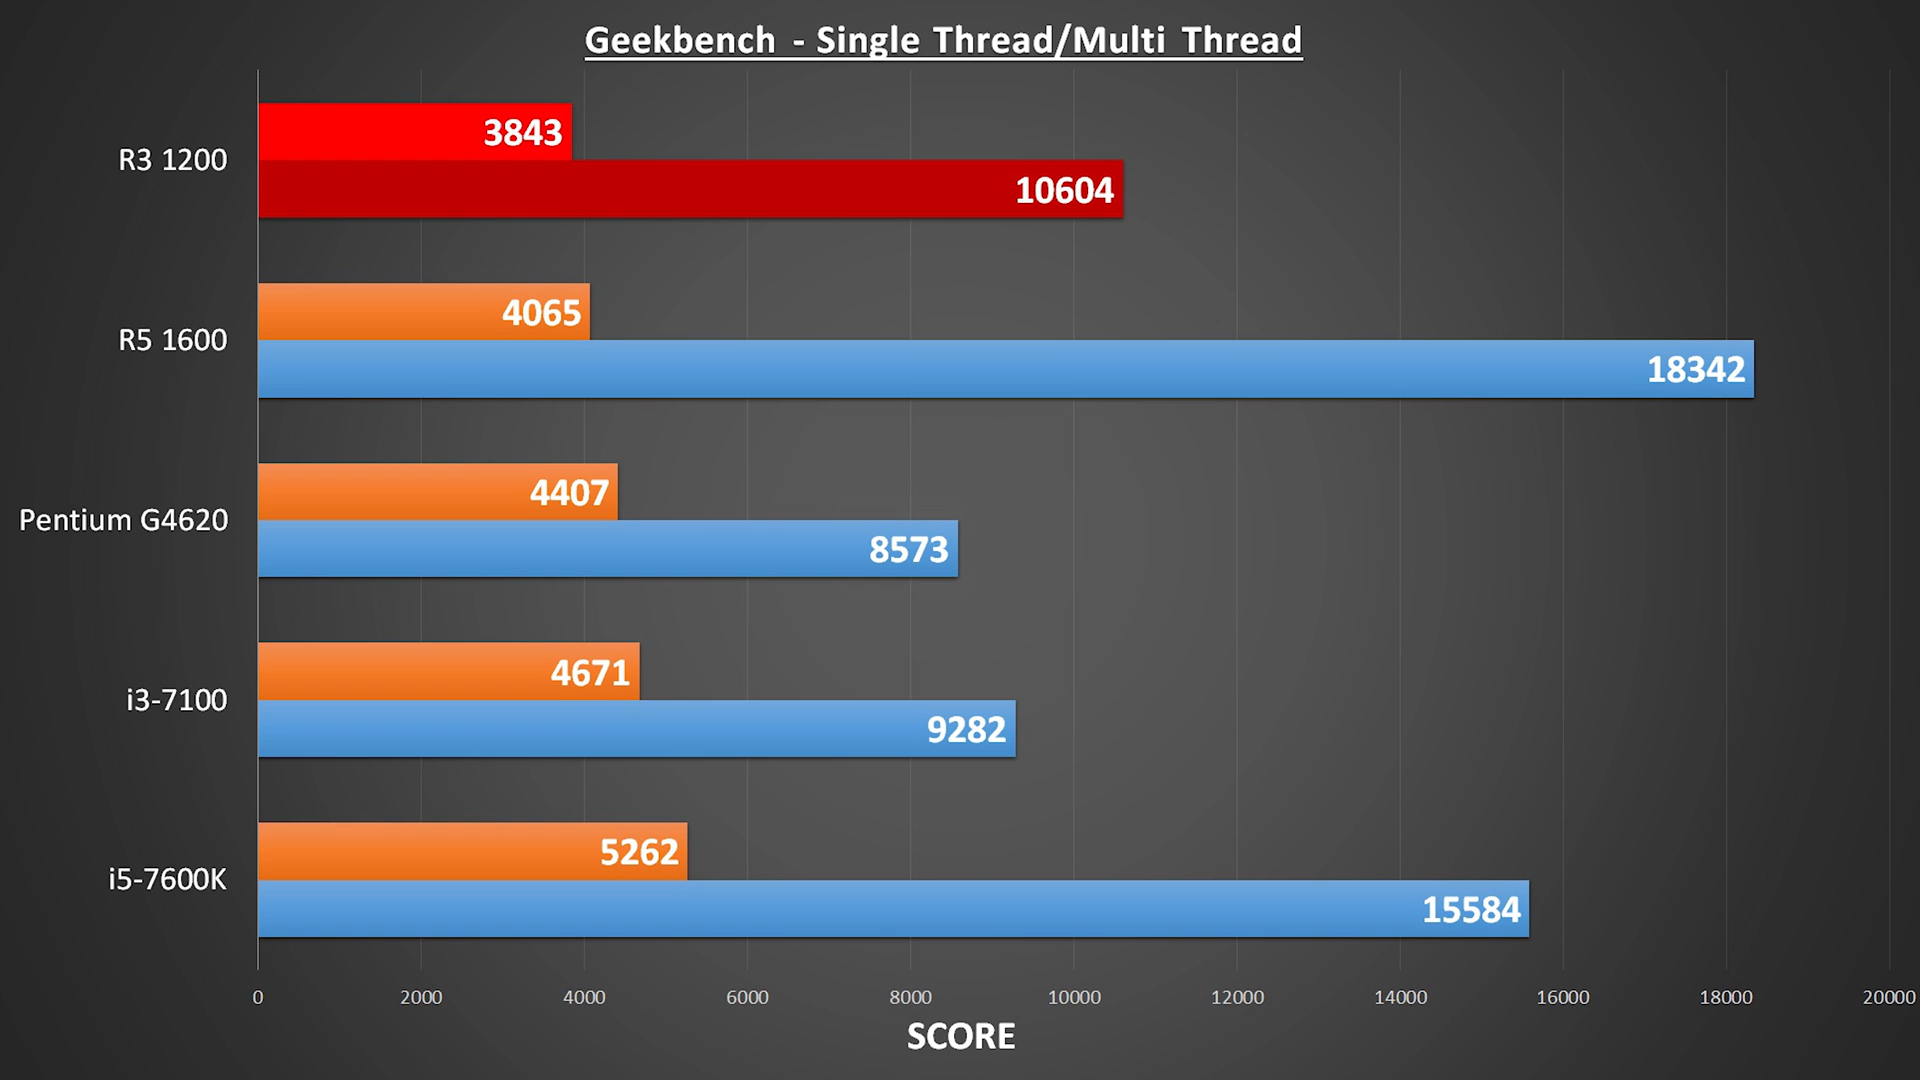 Geekbench - Single Thread/Multi Thread
R3 1200
3843
10604
R5 1600
4065
18342
Pentium G4620
4407
8573
i3-7100
4671
9282
i5-7600K
5262
15584
0 2000 4000 6000 8000 10000 12000 14000 16000 18000 20000
SCORE